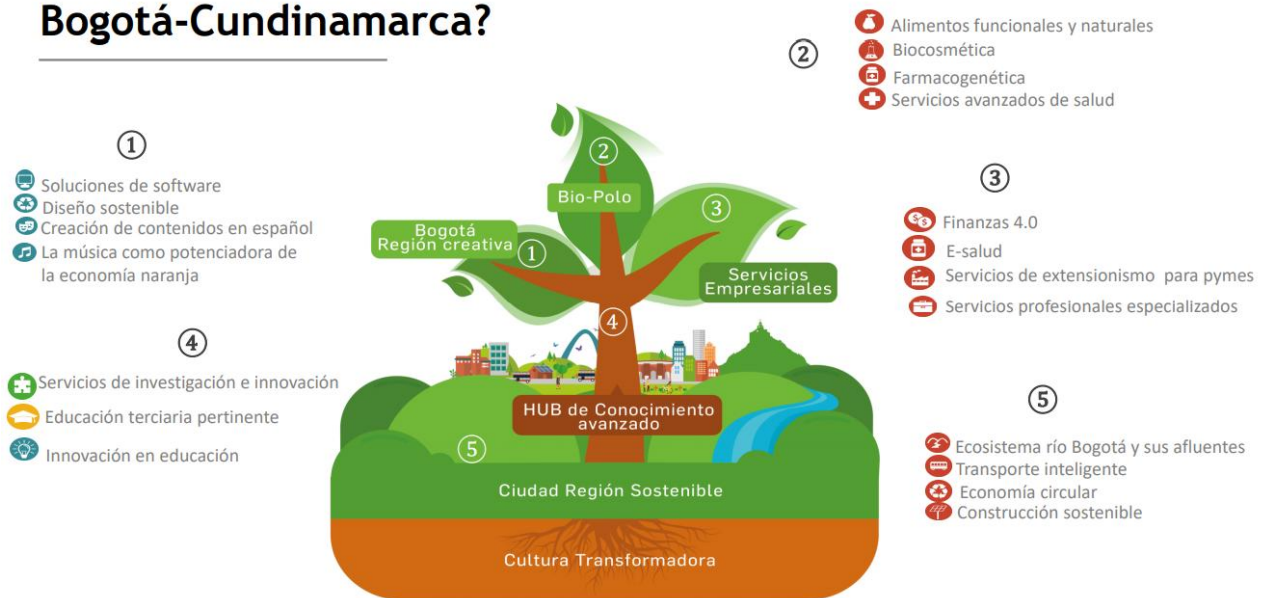 Bogotá-Cundinamarca?
①
Soluciones de software
Diseño sostenible
Creación de contenidos en español
La música como potenciadora de
la economía naranja
②
Alimentos funcionales y naturales
Biocosmética
Farmacogenética
Servicios avanzados de salud
③
Finanzas 4.0
E-salud
Servicios de extensionismo para pymes
Servicios profesionales especializados
④
Servicios de investigación e innovación
Educación terciaria pertinente
Innovación en educación
⑤
Ecosistema río Bogotá y sus afluentes
Transporte inteligente
Economía circular
Construcción sostenible
②
Bio-Polo
③
Bogotá
Región creativa
①
Servicios
Empresariales
④
HUB de Conocimiento
avanzado
⑤
Ciudad Región Sostenible
Cultura Transformadora